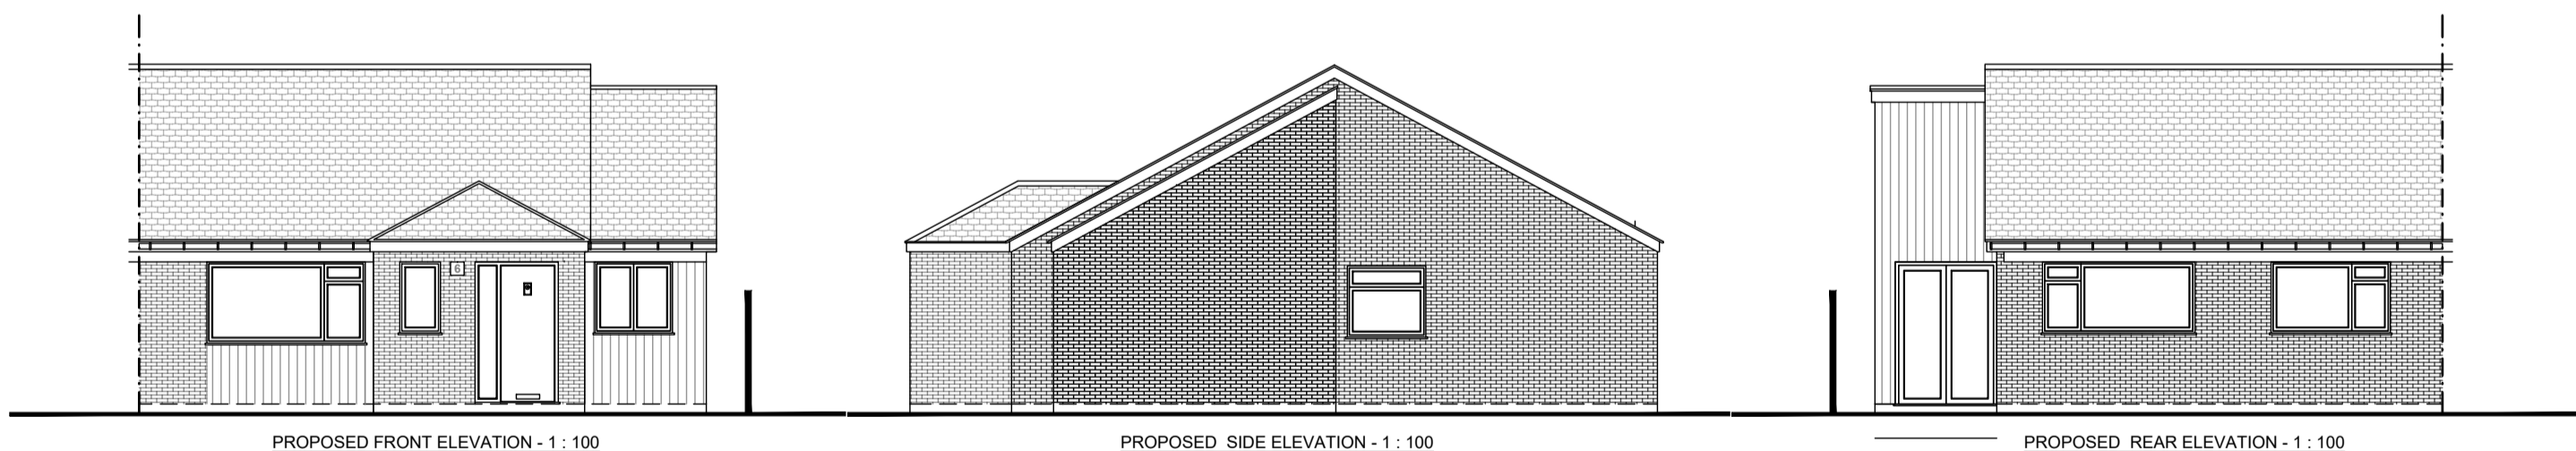 6
PROPOSED FRONT ELEVATION - 1 : 100
PROPOSED SIDE ELEVATION - 1 : 100
PROPOSED REAR ELEVATION - 1 : 100